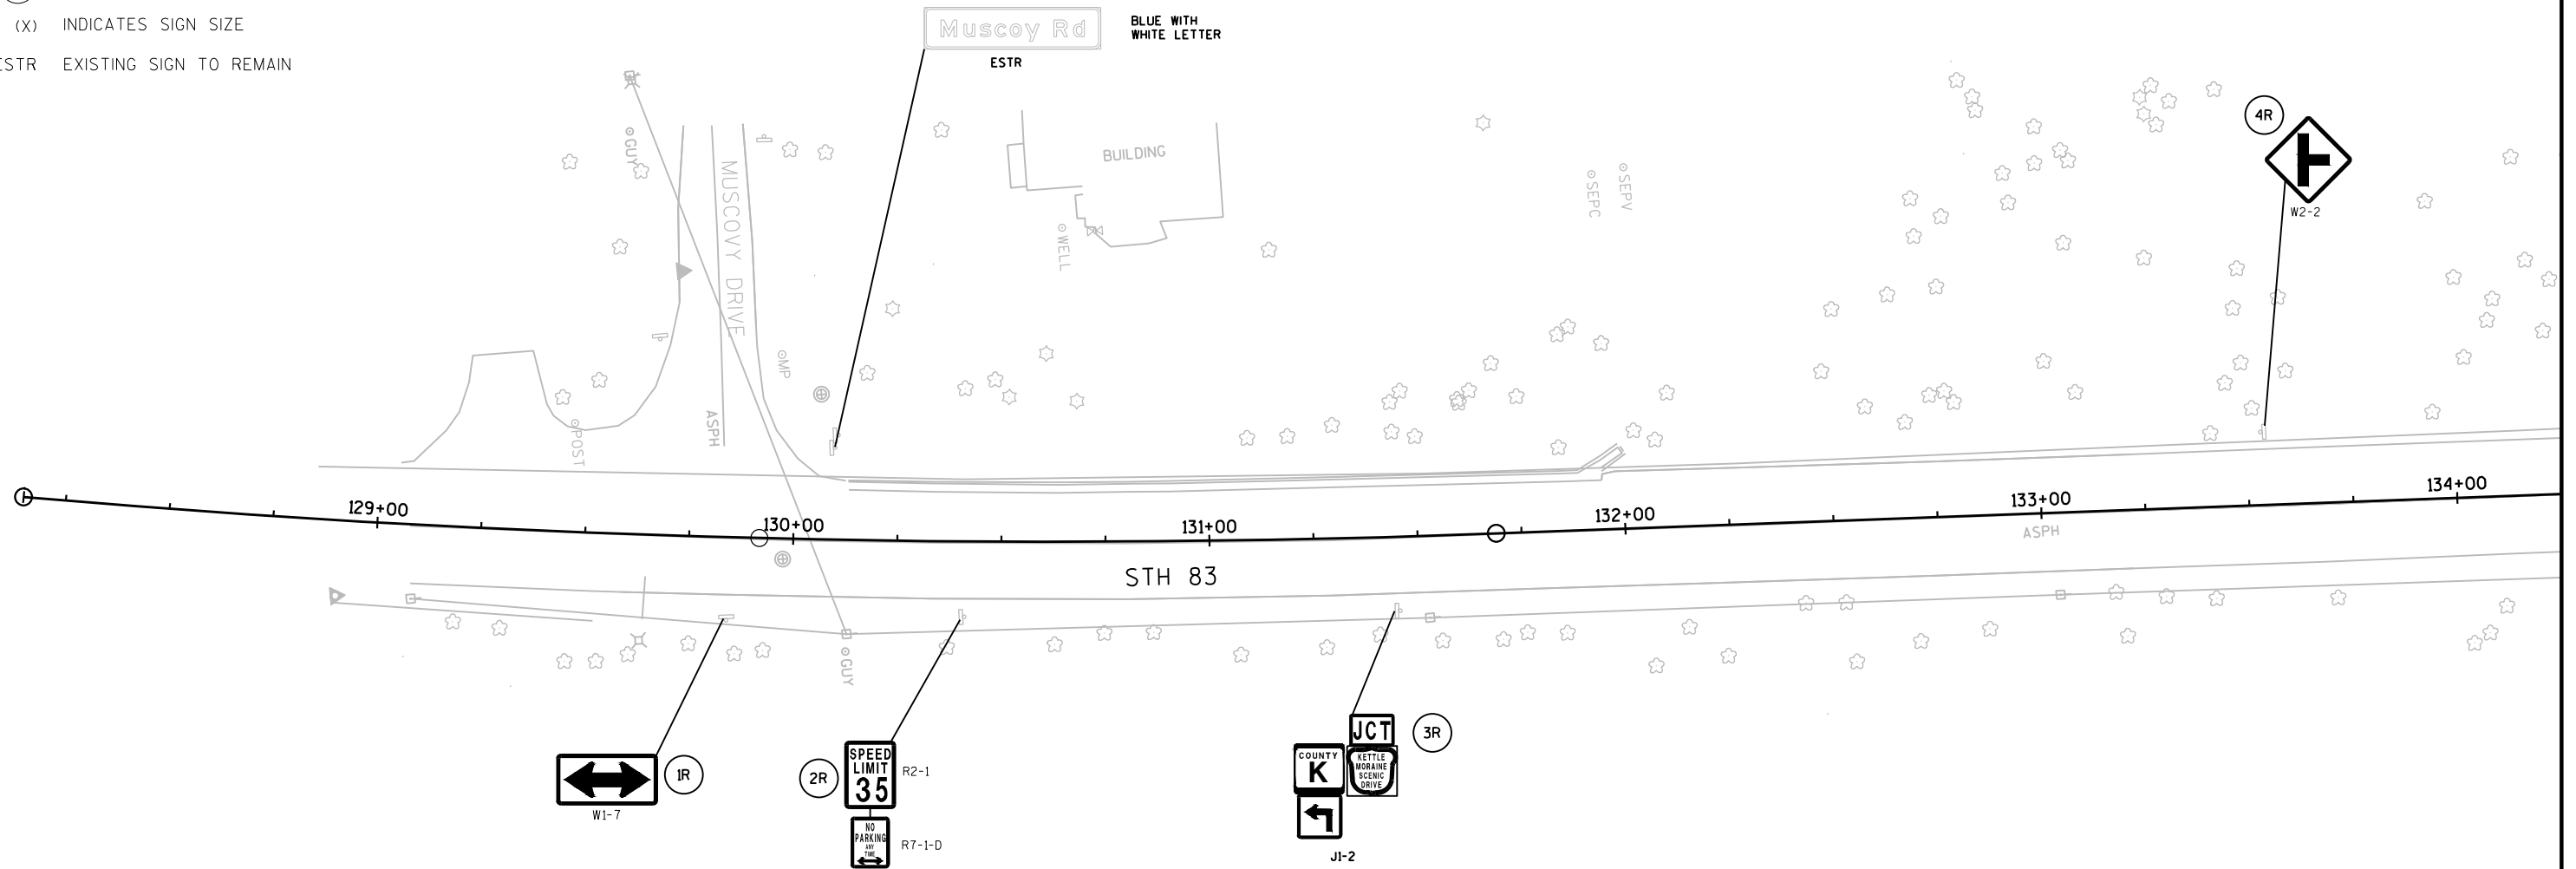 (X) INDICATES SIGN SIZE
ESTR EXISTING SIGN TO REMAIN
Muscoy Rd
BLUE WITH
WHITE LETTER
ESTR
GUY
MUSCOVY DRIVE
BUILDING
WELL
SEPC
SEPV
4R
W2-2
MP
ASPH
POST
129+00
130+00
131+00
132+00
133+00
134+00
ASPH
STH 83
GUY
1R
W1-7
2R
SPEED
LIMIT
35
R2-1
NO
PARKING
ANY
TIME
R7-1-D
JCT
3R
COUNTY
K
KETTLE
MORAINE
SCENIC
DRIVE
J1-2